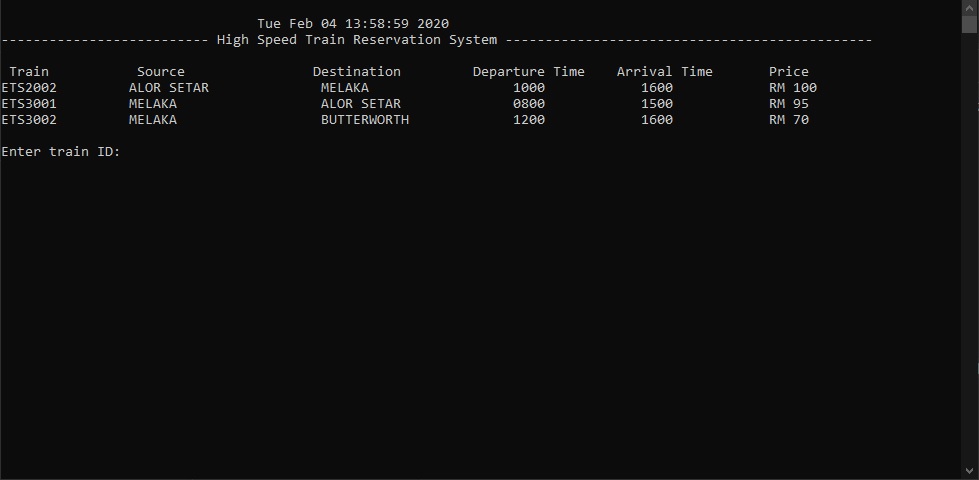 Tue Feb 04 13:58:59 2020
-------------------------- High Speed Train Reservation System ----------------------------------------------
Train Source Destination Departure Time Arrival Time Price
ETS2002 ALOR SETAR MELAKA 1000 1600 RM 100
ETS3001 MELAKA ALOR SETAR 0800 1500 RM 95
ETS3002 MELAKA BUTTERWORTH 1200 1600 RM 70
Enter train ID: